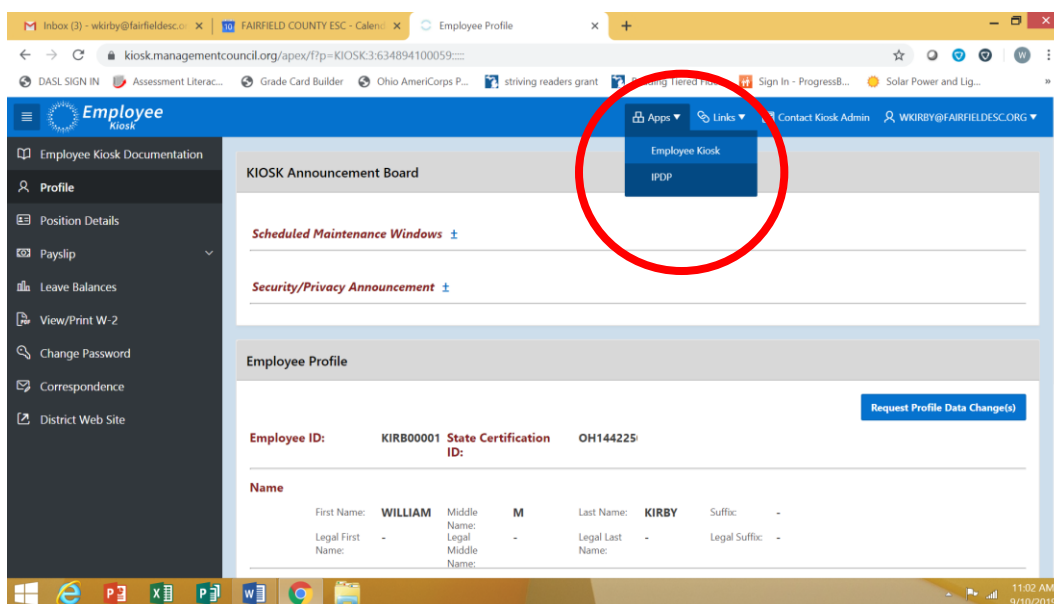 Inbox (3) - wkirby@fairfieldesc.o
FAIRFIELD COUNTY ESC - Calend
Employee Profile
kiosk.managementcouncil.org/apex/f?p=KIOSK:3:634894100059:::::
W
DASL SIGN IN
Assessment Literac...
Grade Card Builder
Ohio AmeriCorps P...
striving readers grant
Sign In - ProgressB...
Solar Power and Lig...
»
Employee
Kiosk
Apps ▼
Links ▼
Contact Kiosk Admin
WKIRBY@FAIRFIELDESC.ORG ▼
Employee Kiosk
IPDP
Employee Kiosk Documentation
Profile
Position Details
Payslip
Leave Balances
View/Print W-2
Change Password
Correspondence
District Web Site
KIOSK Announcement Board
Scheduled Maintenance Windows ±
Security/Privacy Announcement ±
Employee Profile
Request Profile Data Change(s)
Employee ID: KIRB00001 State Certification OH144225
ID:
Name
First Name: WILLIAM Middle M Last Name: KIRBY Suffix: -
Name:
Legal First - Legal - Legal Last - Legal Suffix: -
Name: Middle Name:
Name:
11:02 AM
9/10/2019